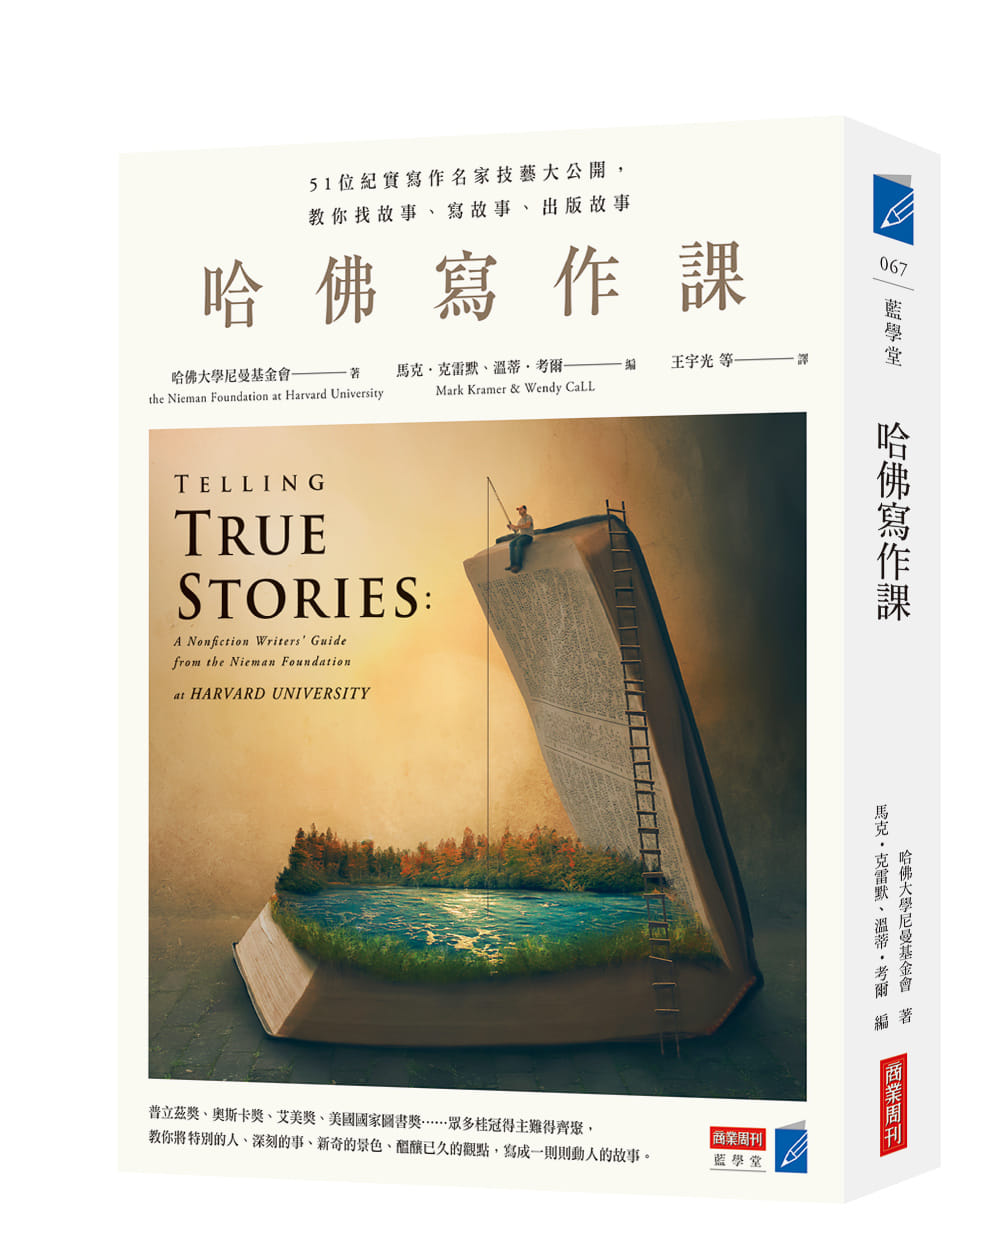 51位紀實寫作名家技藝大公開，
教你找故事、寫故事、出版故事
哈佛寫作課
哈佛大學尼曼基金會——著
the Nieman Foundation at Harvard University
馬克・克雷默、溫蒂・考爾——編
Mark Kramer & Wendy CaLL
王宇光 等——譯
TELLING
TRUE
STORIES:
A Nonfiction Writers' Guide
from the Nieman Foundation
at HARVARD UNIVERSITY
普立茲獎、奧斯卡獎、艾美獎、美國國家圖書獎……眾多桂冠得主難得齊聚，
教你將特別的人、深刻的事、新奇的景色、醞釀已久的觀點，寫成一則則動人的故事。
商業周刊
藍學堂
067
藍學堂
哈佛寫作課
哈佛大學尼曼基金會 著
馬克・克雷默、溫蒂・考爾 編
商業周刊